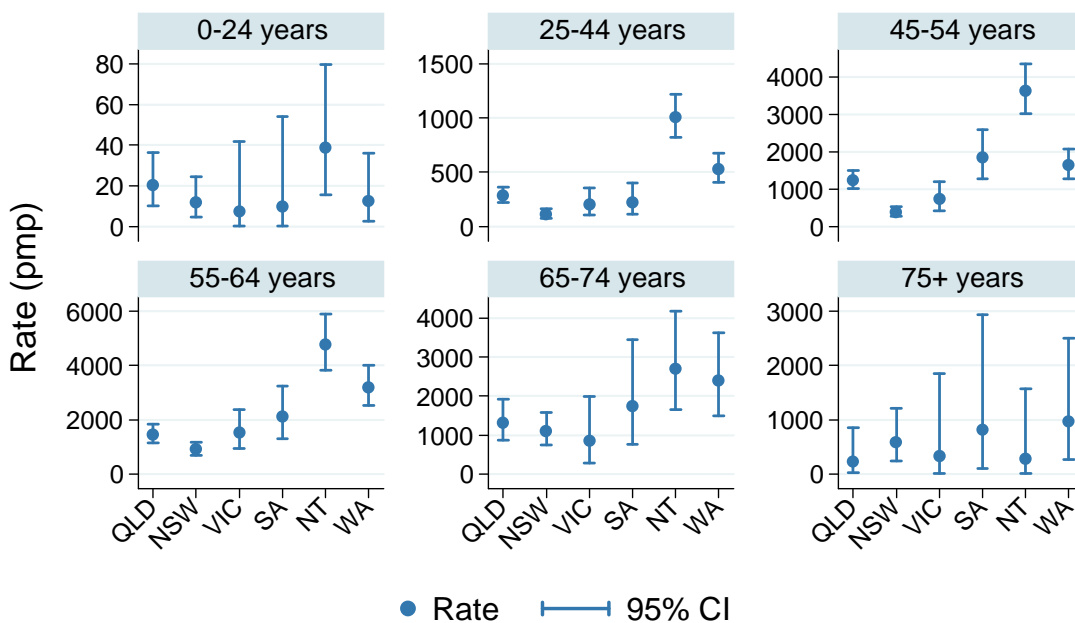 0-24 years
25-44 years
45-54 years
80
60
40
20
0
1500
1000
500
0
4000
3000
2000
1000
0
Rate (pmp)
55-64 years
65-74 years
75+ years
6000
4000
2000
0
4000
3000
2000
1000
0
3000
2000
1000
0
QLD NSW VIC SA NT WA
QLD NSW VIC SA NT WA
QLD NSW VIC SA NT WA
Rate 95% CI